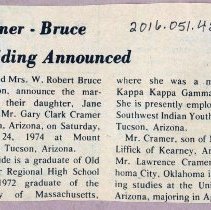 mer - Bruce
2016.051.48
dding Announced
d Mrs. W. Robert Bruce
son, announce the mar-
their daughter, Jane
Mr. Gary Clark Cramer
n, Arizona, on Saturday,
24, 1974 at Mount
Tucson, Arizona.
ide is a graduate of Old
r Regional High School
1972 graduate of the
y of Massachusetts,
where she was a m
Kappa Kappa Gamma
She is presently employ
Southwest Indian Youth
Tucson, Arizona.
Mr. Cramer, son of
Liffick of Kearney, Ar
Mr. Lawrence Cramer
homa City, Oklahoma i
ing studies at the Uni
Arizona, majoring in A